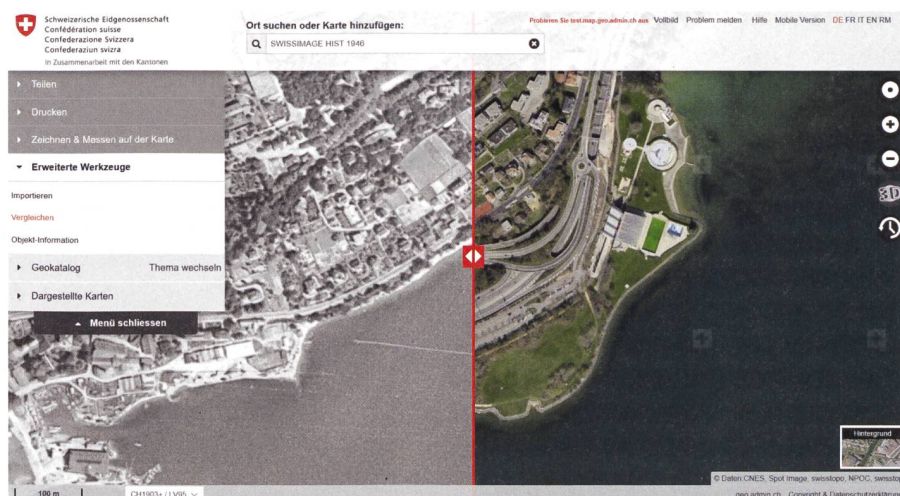 Schweizerische Eidgenossenschaft
Confédération suisse
Confederazione Svizzera
Confederaziun svizra
In Zusammenarbeit mit den Kantonen
Ort suchen oder Karte hinzufügen:
SWISSIMAGE HIST 1946
Probieren Sie test.map.geo.admin.ch aus Vollbild Problem melden Hilfe Mobile Version DE FR IT EN RM
Teilen
Drucken
Zeichnen & Messen auf der Karte
Erweiterte Werkzeuge
Importieren
Vergleichen
Objekt-Information
Geokatalog Thema wechseln
Dargestellte Karten
Menü schliessen
3D
Hintergrund
© Daten:CNES, Spot Image, swisstopo, NPOC, swisstop
100 m
CH1903+ / LV95
geo.admin.ch Copyright & Datenschutzerklärung